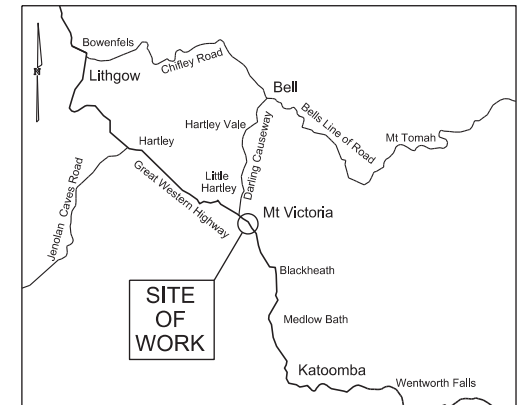 Bowenfels
Chifley Road
Lithgow
N
Bell
Bells Line of Road
Hartley Vale
Mt Tomah
Darling Causeway
Hartley
Little
Hartley
Great Western Highway
Jenolan Caves Road
Mt Victoria
Blackheath
SITE
OF
WORK
Medlow Bath
Katoomba
Wentworth Falls